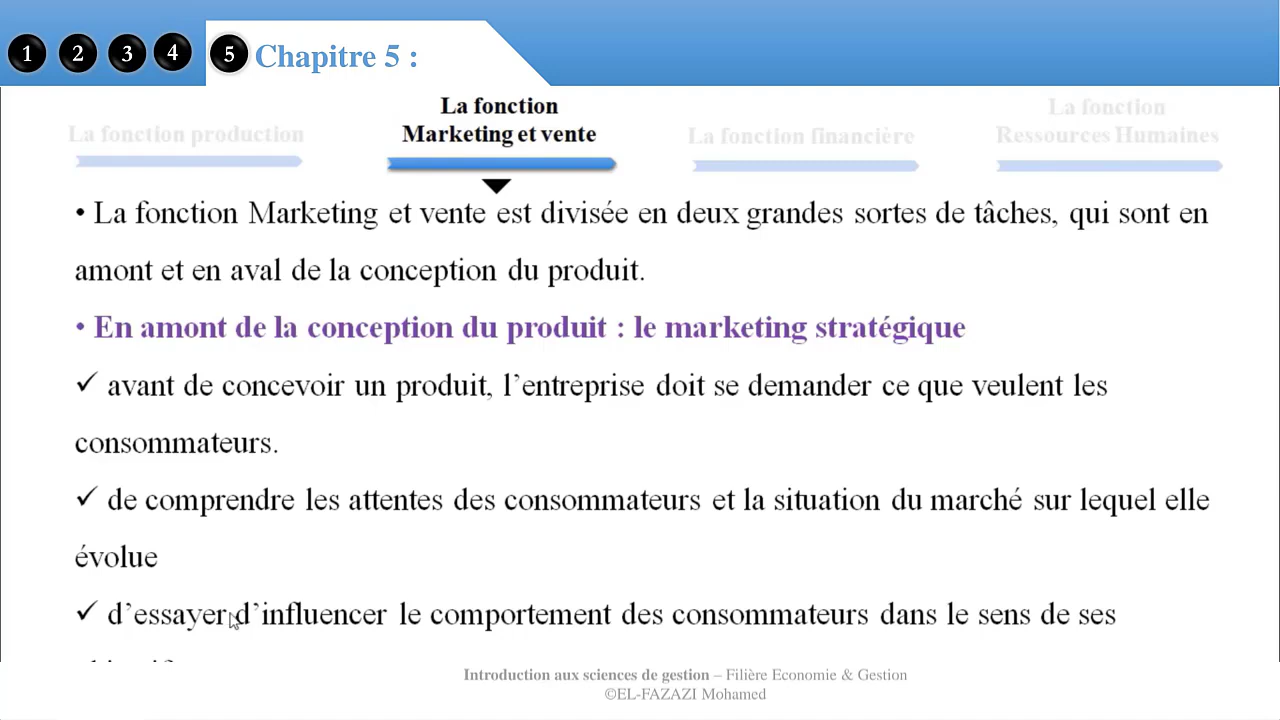 1 2 3 4 5 Chapitre 5 :
La fonction production
La fonction
Marketing et vente
La fonction financière
La fonction
Ressources Humaines
• La fonction Marketing et vente est divisée en deux grandes sortes de tâches, qui sont en
amont et en aval de la conception du produit.
• En amont de la conception du produit : le marketing stratégique
✓ avant de concevoir un produit, l’entreprise doit se demander ce que veulent les
consommateurs.
✓ de comprendre les attentes des consommateurs et la situation du marché sur lequel elle
évolue
✓ d’essayer d’influencer le comportement des consommateurs dans le sens de ses
Introduction aux sciences de gestion – Filière Economie & Gestion
©EL-FAZAZI Mohamed